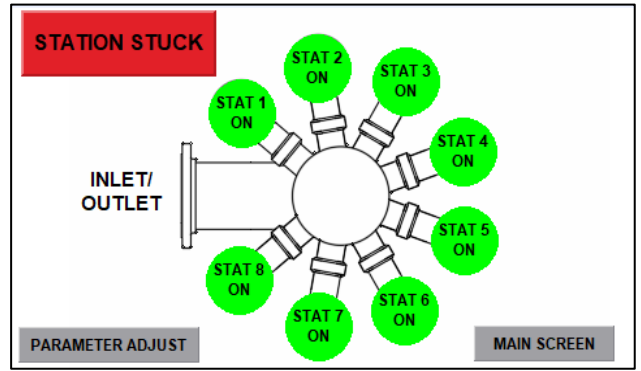 STATION STUCK
STAT 1
ON
STAT 2
ON
STAT 3
ON
STAT 4
ON
STAT 5
ON
STAT 6
ON
STAT 7
ON
STAT 8
ON
INLET/
OUTLET
PARAMETER ADJUST
MAIN SCREEN